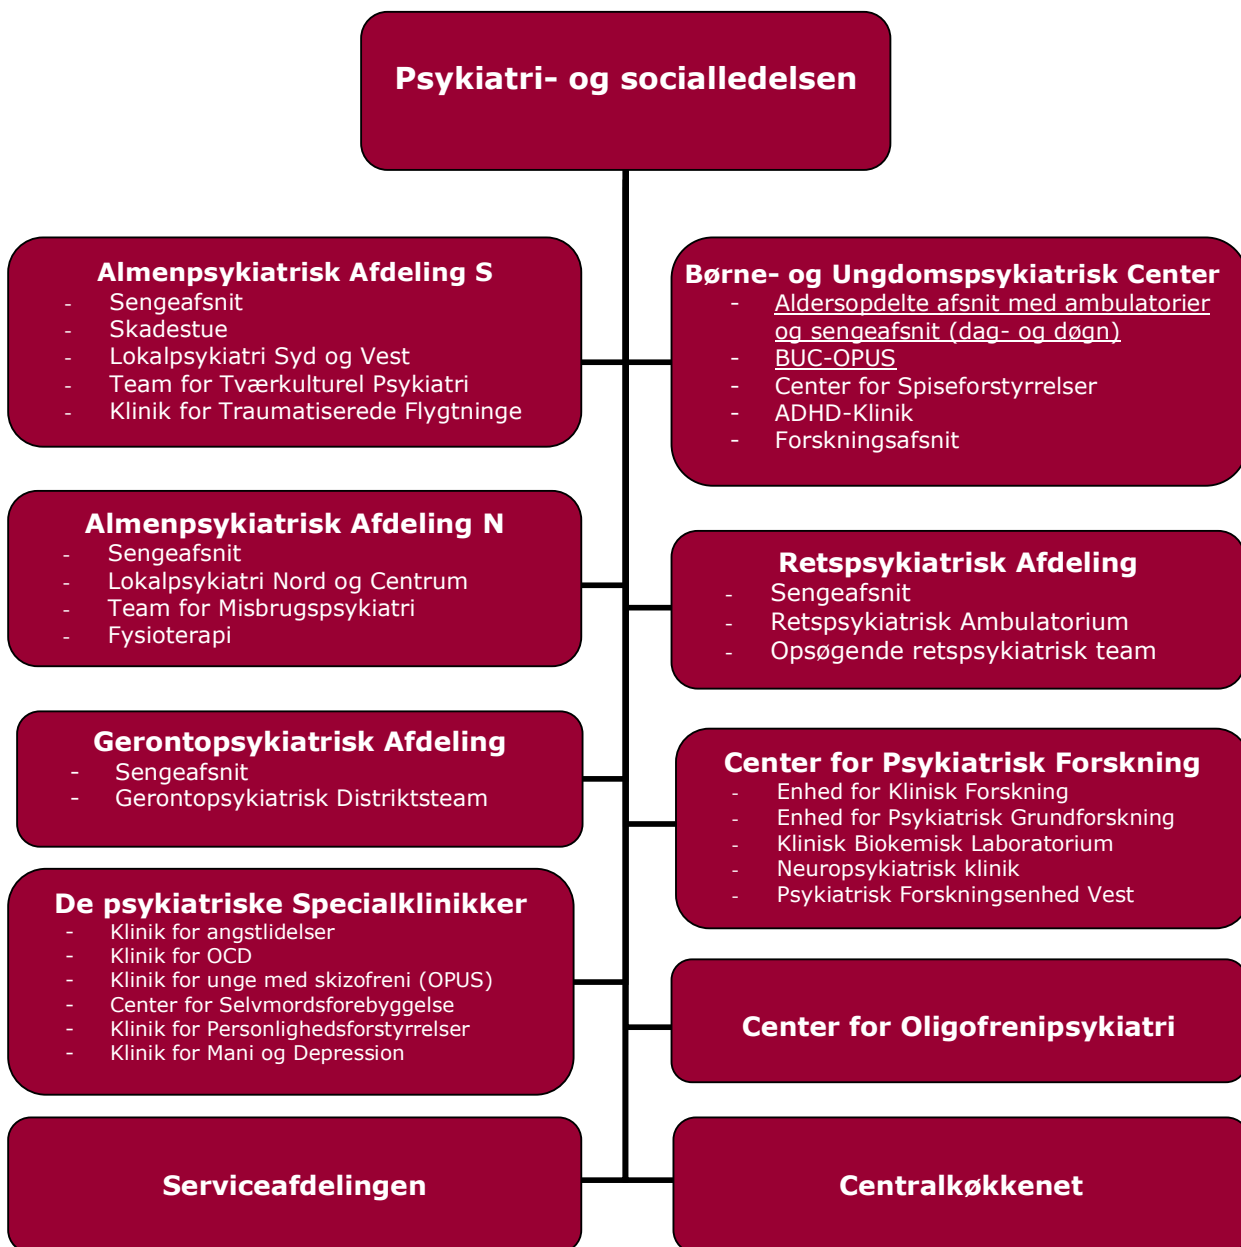 Psykiatri- og socialledelsen
Almenpsykiatrisk Afdeling S
- Sengeafsnit
- Skadestue
- Lokalpsykiatri Syd og Vest
- Team for Tværkulturel Psykiatri
- Klinik for Traumatiserede Flygtninge
Børne- og Ungdomspsykiatrisk Center
- Aldersopdelte afsnit med ambulatorier
og sengeafsnit (dag- og døgn)
- BUC-OPUS
- Center for Spiseforstyrrelser
- ADHD-Klinik
- Forskningsafsnit
Almenpsykiatrisk Afdeling N
- Sengeafsnit
- Lokalpsykiatri Nord og Centrum
- Team for Misbrugspsykiatri
- Fysioterapi
Retspsykiatrisk Afdeling
- Sengeafsnit
- Retspsykiatrisk Ambulatorium
- Opsøgende retspsykiatrisk team
Gerontopsykiatrisk Afdeling
- Sengeafsnit
- Gerontopsykiatrisk Distriktsteam
Center for Psykiatrisk Forskning
- Enhed for Klinisk Forskning
- Enhed for Psykiatrisk Grundforskning
- Klinisk Biokemisk Laboratorium
- Neuropsykiatrisk klinik
- Psykiatrisk Forskningsenhed Vest
De psykiatriske Specialklinikker
- Klinik for angstlidelser
- Klinik for OCD
- Klinik for unge med skizofreni (OPUS)
- Center for Selvmordsforebyggelse
- Klinik for Personlighedsforstyrrelser
- Klinik for Mani og Depression
Center for Oligofrenipsykiatri
Serviceafdelingen
Centralkøkkenet